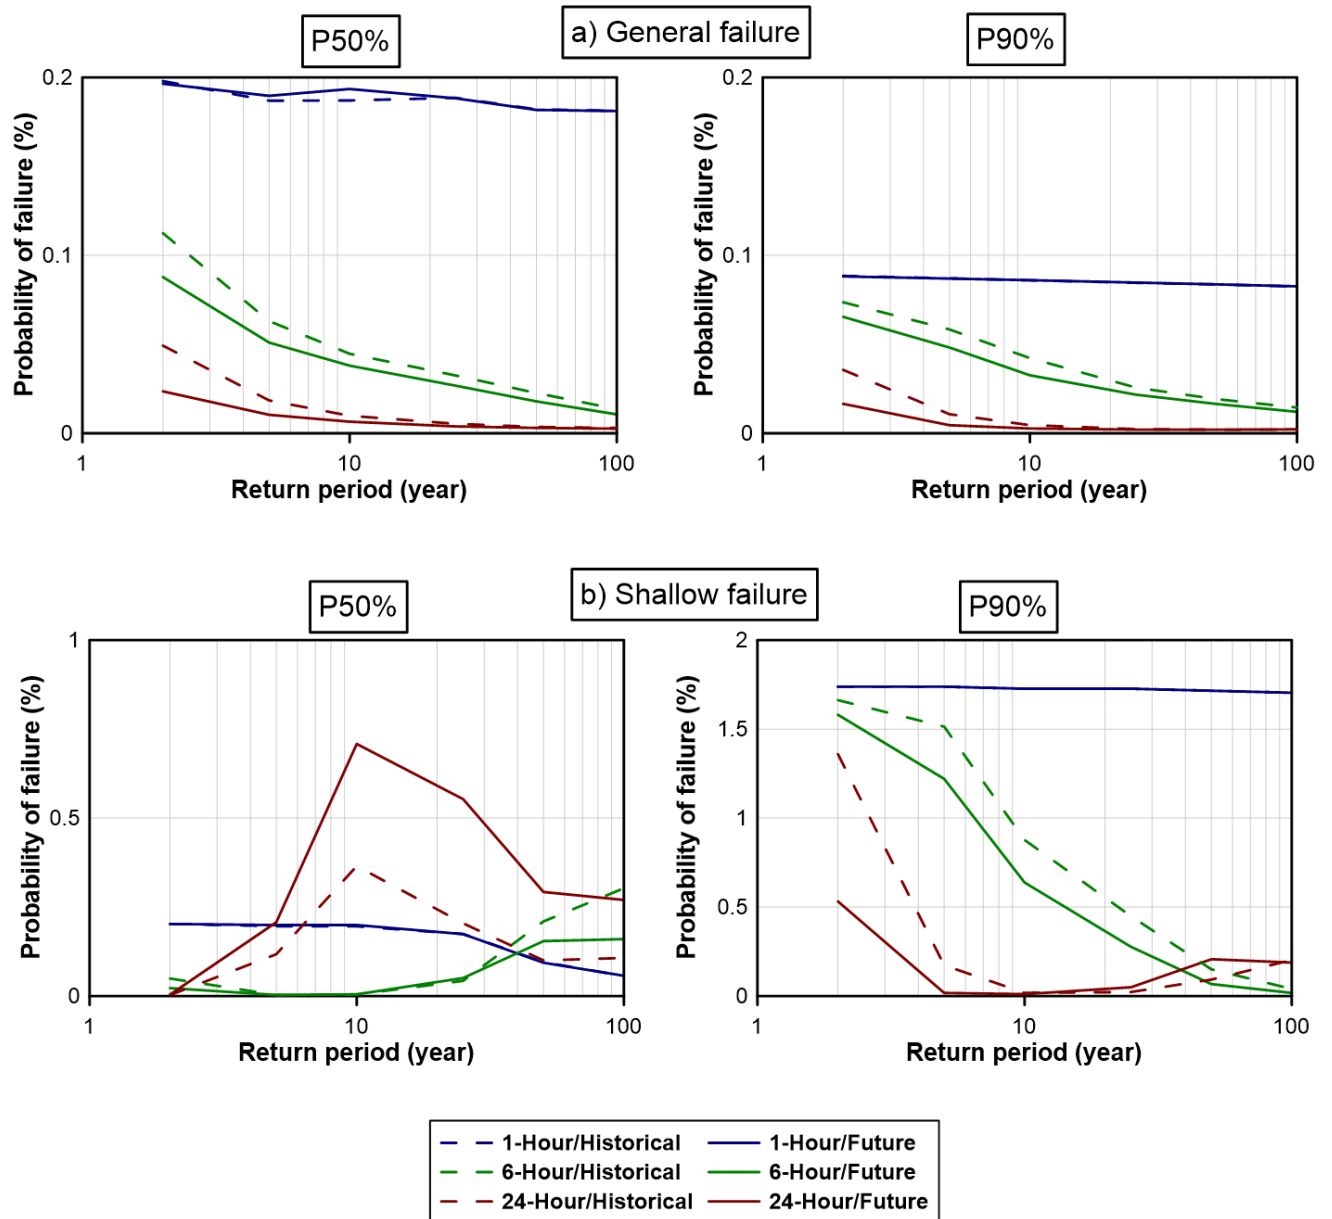 P50%
a) General failure
P90%
0.2
0.1
0
1
10
100
Probability of failure (%)
Return period (year)
0.2
0.1
0
1
10
100
Probability of failure (%)
Return period (year)
P50%
b) Shallow failure
P90%
1
0.5
0
1
10
100
Probability of failure (%)
Return period (year)
2
1.5
1
0.5
0
1
10
100
Probability of failure (%)
Return period (year)
1-Hour/Historical
1-Hour/Future
6-Hour/Historical
6-Hour/Future
24-Hour/Historical
24-Hour/Future